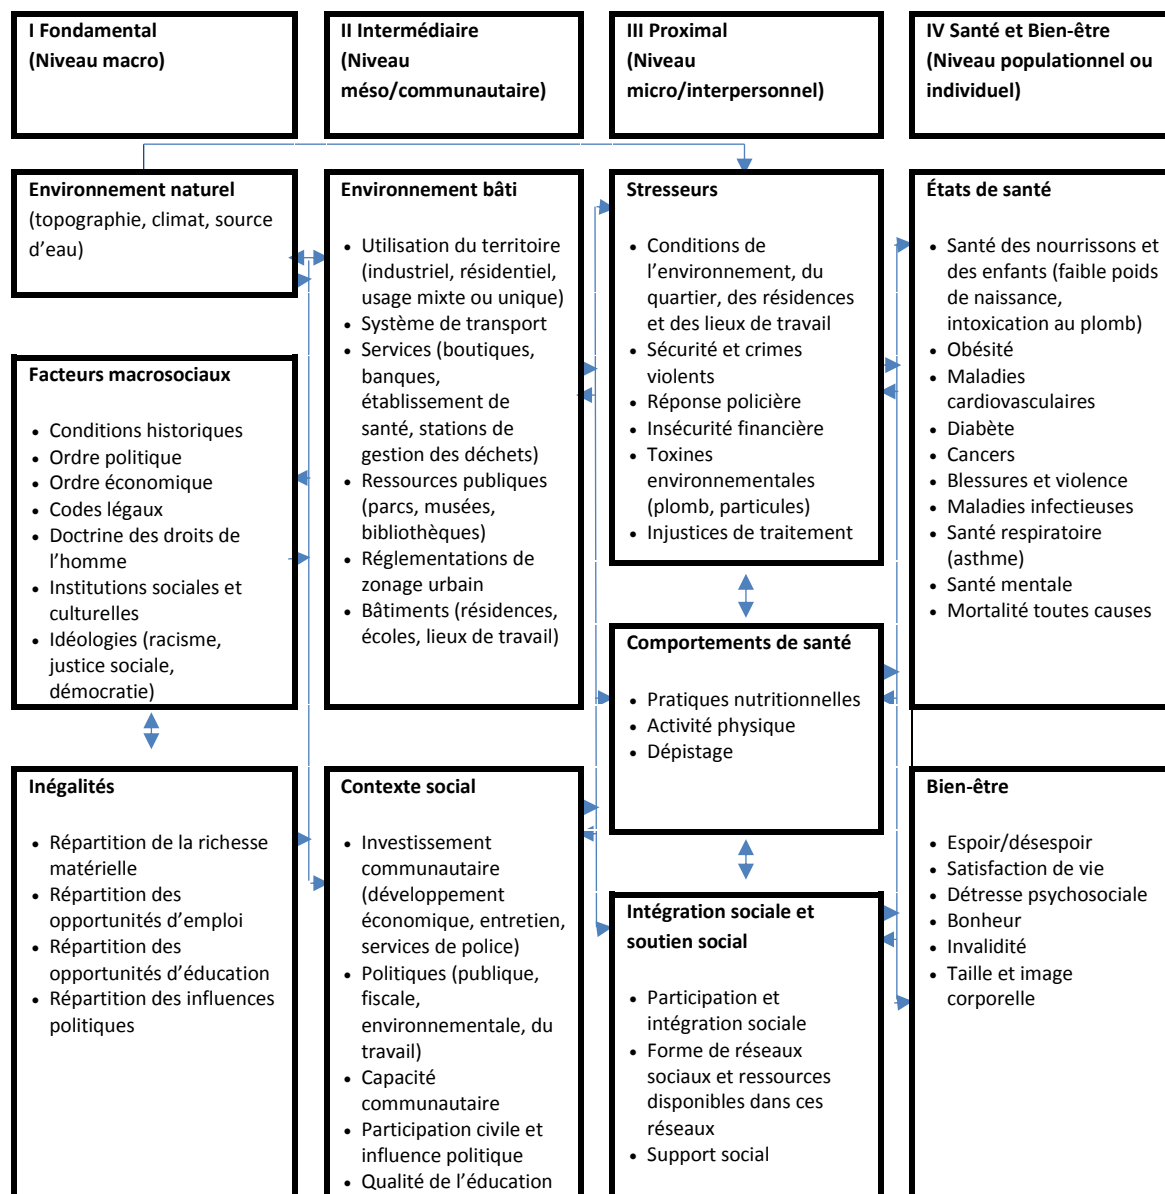 I Fondamental
(Niveau macro)
II Intermédiaire
(Niveau
méso/communautaire)
III Proximal
(Niveau
micro/interpersonnel)
IV Santé et Bien-être
(Niveau populationnel ou
individuel)
Environnement naturel
(topographie, climat, source
d’eau)
Facteurs macrosociaux
• Conditions historiques
• Ordre politique
• Ordre économique
• Codes légaux
• Doctrine des droits de
l’homme
• Institutions sociales et
culturelles
• Idéologies (racisme,
justice sociale,
démocratie)
Inégalités
• Répartition de la richesse
matérielle
• Répartition des
opportunités d’emploi
• Répartition des
opportunités d’éducation
• Répartition des influences
politiques
Environnement bâti
• Utilisation du territoire
(industriel, résidentiel,
usage mixte ou unique)
• Système de transport
• Services (boutiques,
banques,
établissement de
santé, stations de
gestion des déchets)
• Ressources publiques
(parcs, musées,
bibliothèques)
• Réglementations de
zonage urbain
• Bâtiments (résidences,
écoles, lieux de travail)
Contexte social
• Investissement
communautaire
(développement
économique, entretien,
services de police)
• Politiques (publique,
fiscale,
environnementale, du
travail)
• Capacité
communautaire
• Participation civile et
influence politique
• Qualité de l’éducation
Stresseurs
• Conditions de
l’environnement, du
quartier, des résidences
et des lieux de travail
• Sécurité et crimes
violents
• Réponse policière
• Insécurité financière
• Toxines
environnementales
(plomb, particules)
• Injustices de traitement
Comportements de santé
• Pratiques nutritionnelles
• Activité physique
• Dépistage
Intégration sociale et
soutien social
• Participation et
intégration sociale
• Forme de réseaux
sociaux et ressources
disponibles dans ces
réseaux
• Support social
États de santé
• Santé des nourrissons et
des enfants (faible poids
de naissance,
intoxication au plomb)
• Obésité
• Maladies
cardiovasculaires
• Diabète
• Cancers
• Blessures et violence
• Maladies infectieuses
• Santé respiratoire
(asthme)
• Santé mentale
• Mortalité toutes causes
Bien-être
• Espoir/désespoir
• Satisfaction de vie
• Détresse psychosociale
• Bonheur
• Invalidité
• Taille et image
corporelle